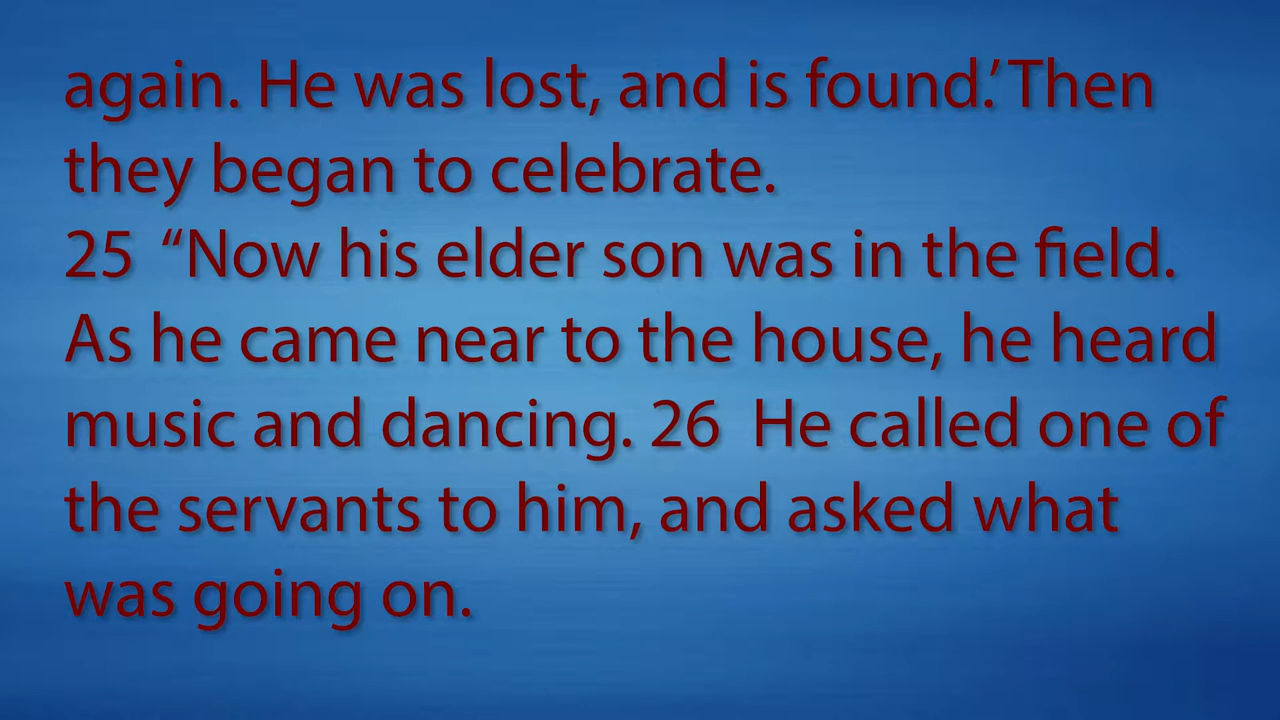 again. He was lost, and is found.’ Then
they began to celebrate.
25  “Now his elder son was in the field.
As he came near to the house, he heard
music and dancing. 26  He called one of
the servants to him, and asked what
was going on.